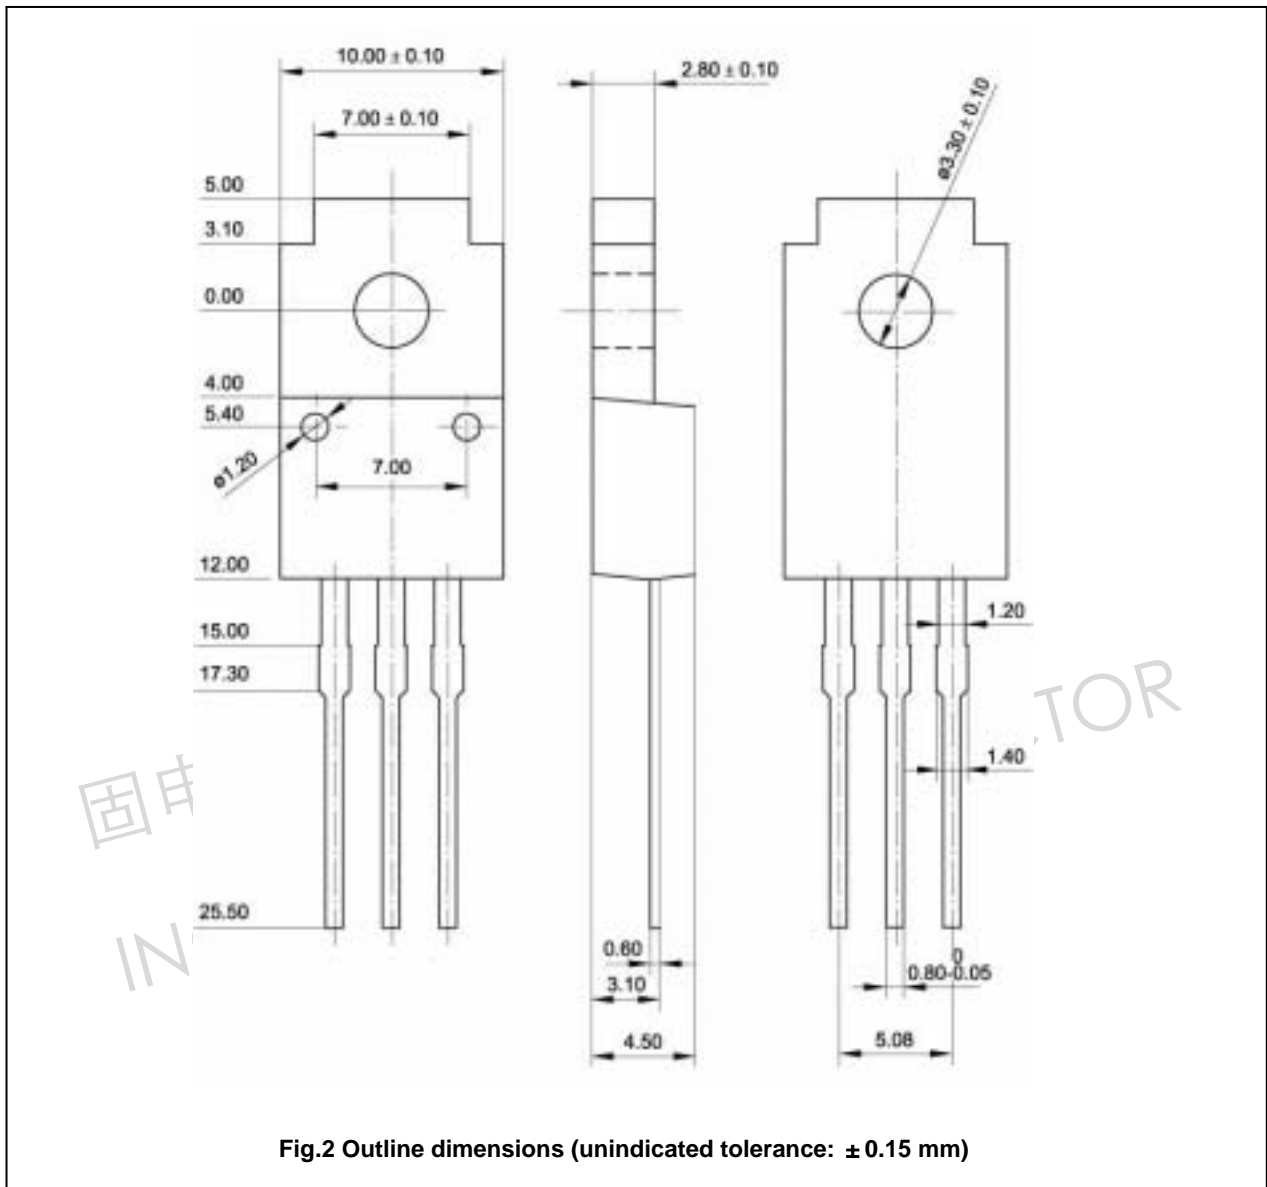 10.00 ± 0.10
2.80 ± 0.10
7.00 ± 0.10
ø3.30 ± 0.10
5.00
3.10
0.00
4.00
5.40
ø1.20
7.00
12.00
15.00
1.20
17.30
TOR
1.40
固电
25.50
IN
0.60
0
0.80-0.05
3.10
4.50
5.08
Fig.2 Outline dimensions (unindicated tolerance: ± 0.15 mm)